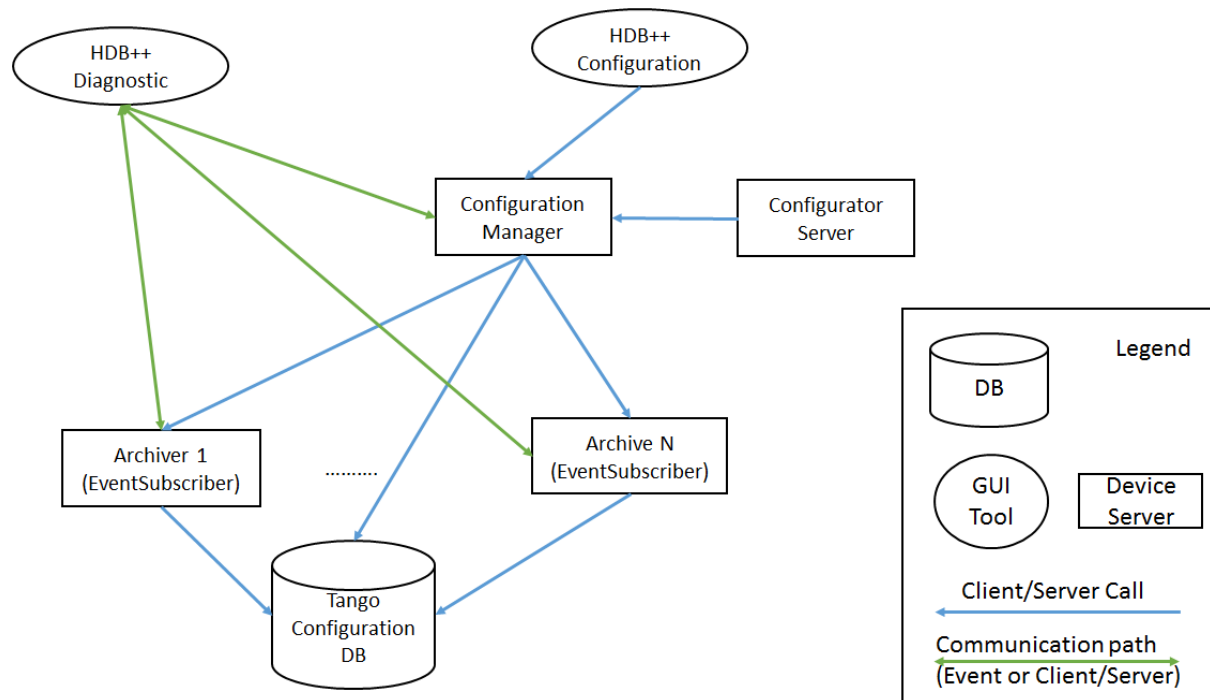 HDB++
Diagnostic
HDB++
Configuration
Configuration
Manager
Configurator
Server
Archiver 1
(EventSubscriber)
..........
Archive N
(EventSubscriber)
Tango
Configuration
DB
Legend
DB
GUI
Tool
Device
Server
Client/Server Call
Communication path
(Event or Client/Server)